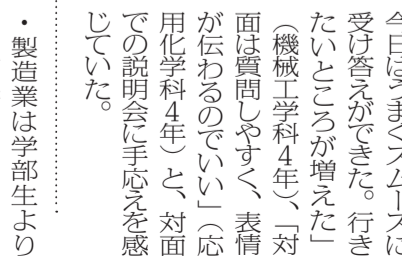 今日はうまくスムーズに
受け答えができた。行き
たいところが増えた」
（機械工学科４年）、「対
面は質問しやすく、表情
が伝わるのでいい」（応
用化学科４年）と、対面
での説明会に手応えを感
じていた。
・製造業は学部生より